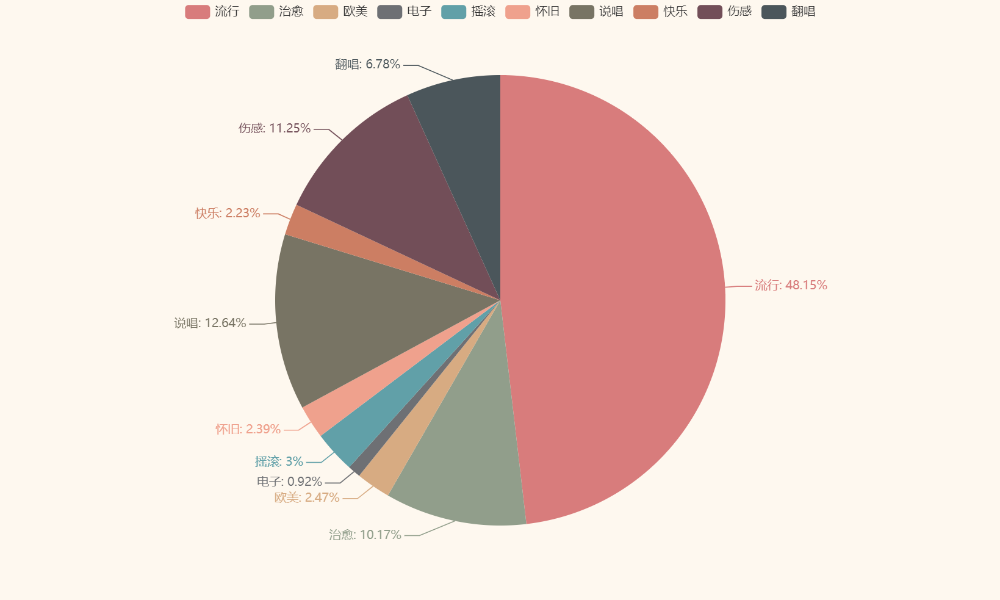 流行 治愈 欧美 电子 摇滚 怀旧 说唱 快乐 伤感 翻唱
翻唱: 6.78%
伤感: 11.25%
快乐: 2.23%
流行: 48.15%
说唱: 12.64%
怀旧: 2.39%
摇滚: 3%
电子: 0.92%
欧美: 2.47%
治愈: 10.17%